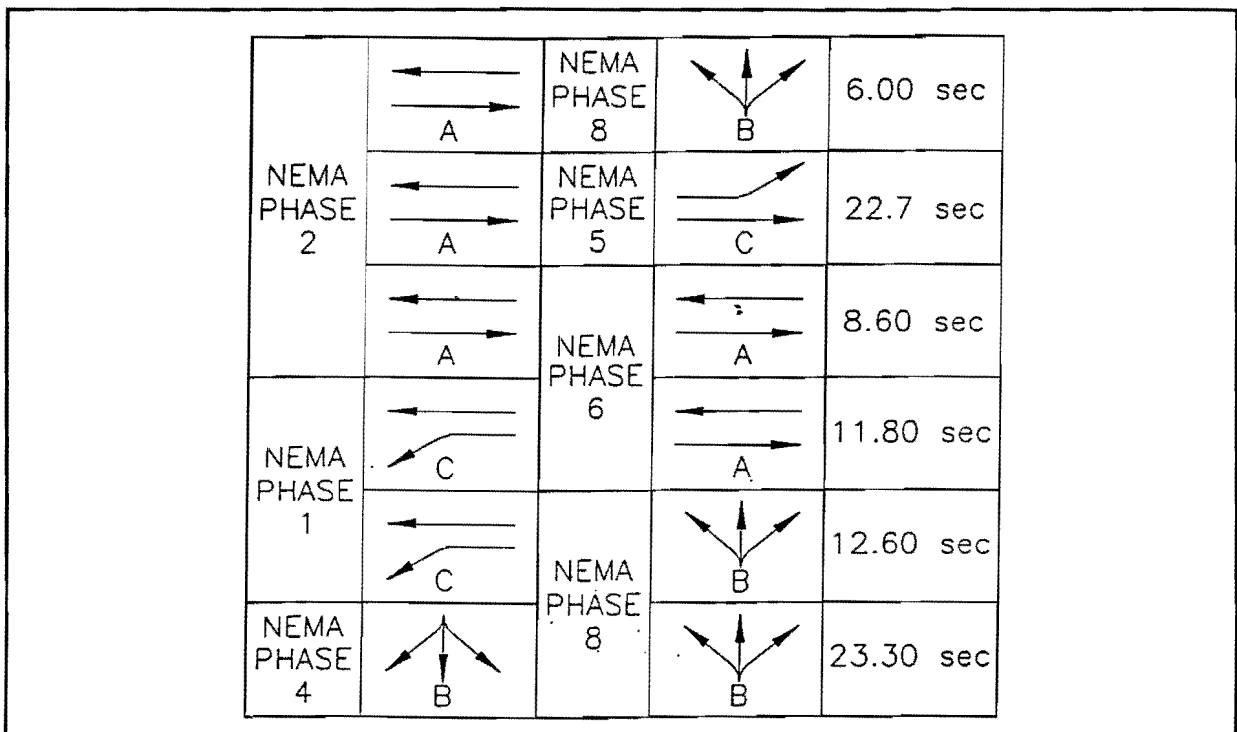 NEMA
PHASE
2
A
NEMA
PHASE
8
B
6.00 sec
A
NEMA
PHASE
5
C
22.7 sec
A
NEMA
PHASE
6
A
8.60 sec
NEMA
PHASE
1
C
A
11.80 sec
C
NEMA
PHASE
8
B
12.60 sec
NEMA
PHASE
4
B
B
23.30 sec